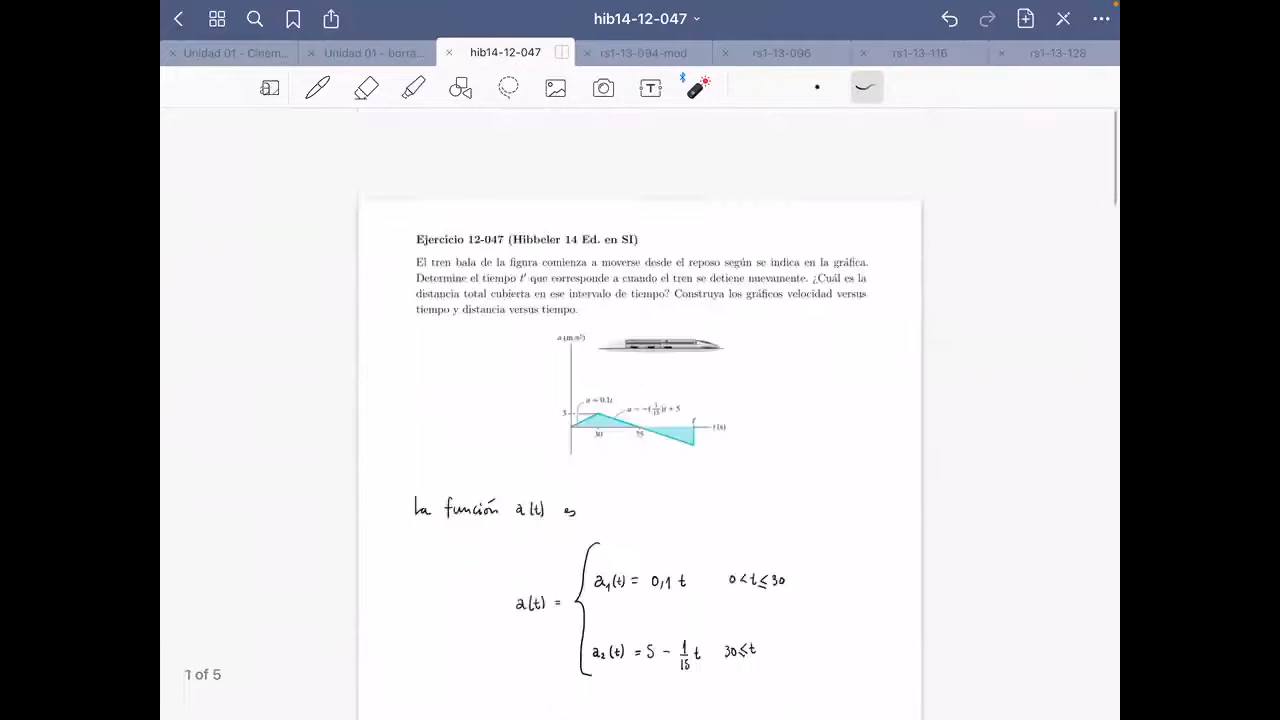 hib14-12-047
Unidad 01 - Cinem...
Unidad 01 - borra...
hib14-12-047
rs1-13-094-mod
rs1-13-096
rs1-13-116
rs1-13-128
T
Ejercicio 12-047 (Hibbeler 14 Ed. en SI)
El tren bala de la figura comienza a moverse desde el reposo según se indica en la gráfica.
Determine el tiempo t′ que corresponde a cuando el tren se detiene nuevamente. ¿Cuál es la
distancia total cubierta en ese intervalo de tiempo? Construya los gráficos velocidad versus
tiempo y distancia versus tiempo.
a (m/s²)
a = 0.1t
a = −(1/15)t + 5
3
30
75
t′
t (s)
La función a(t) es
a(t) =
a₁(t) = 0,1 t 0 < t ≤ 30
a₂(t) = 5 − 1/15 t 30 ≤ t
1 of 5